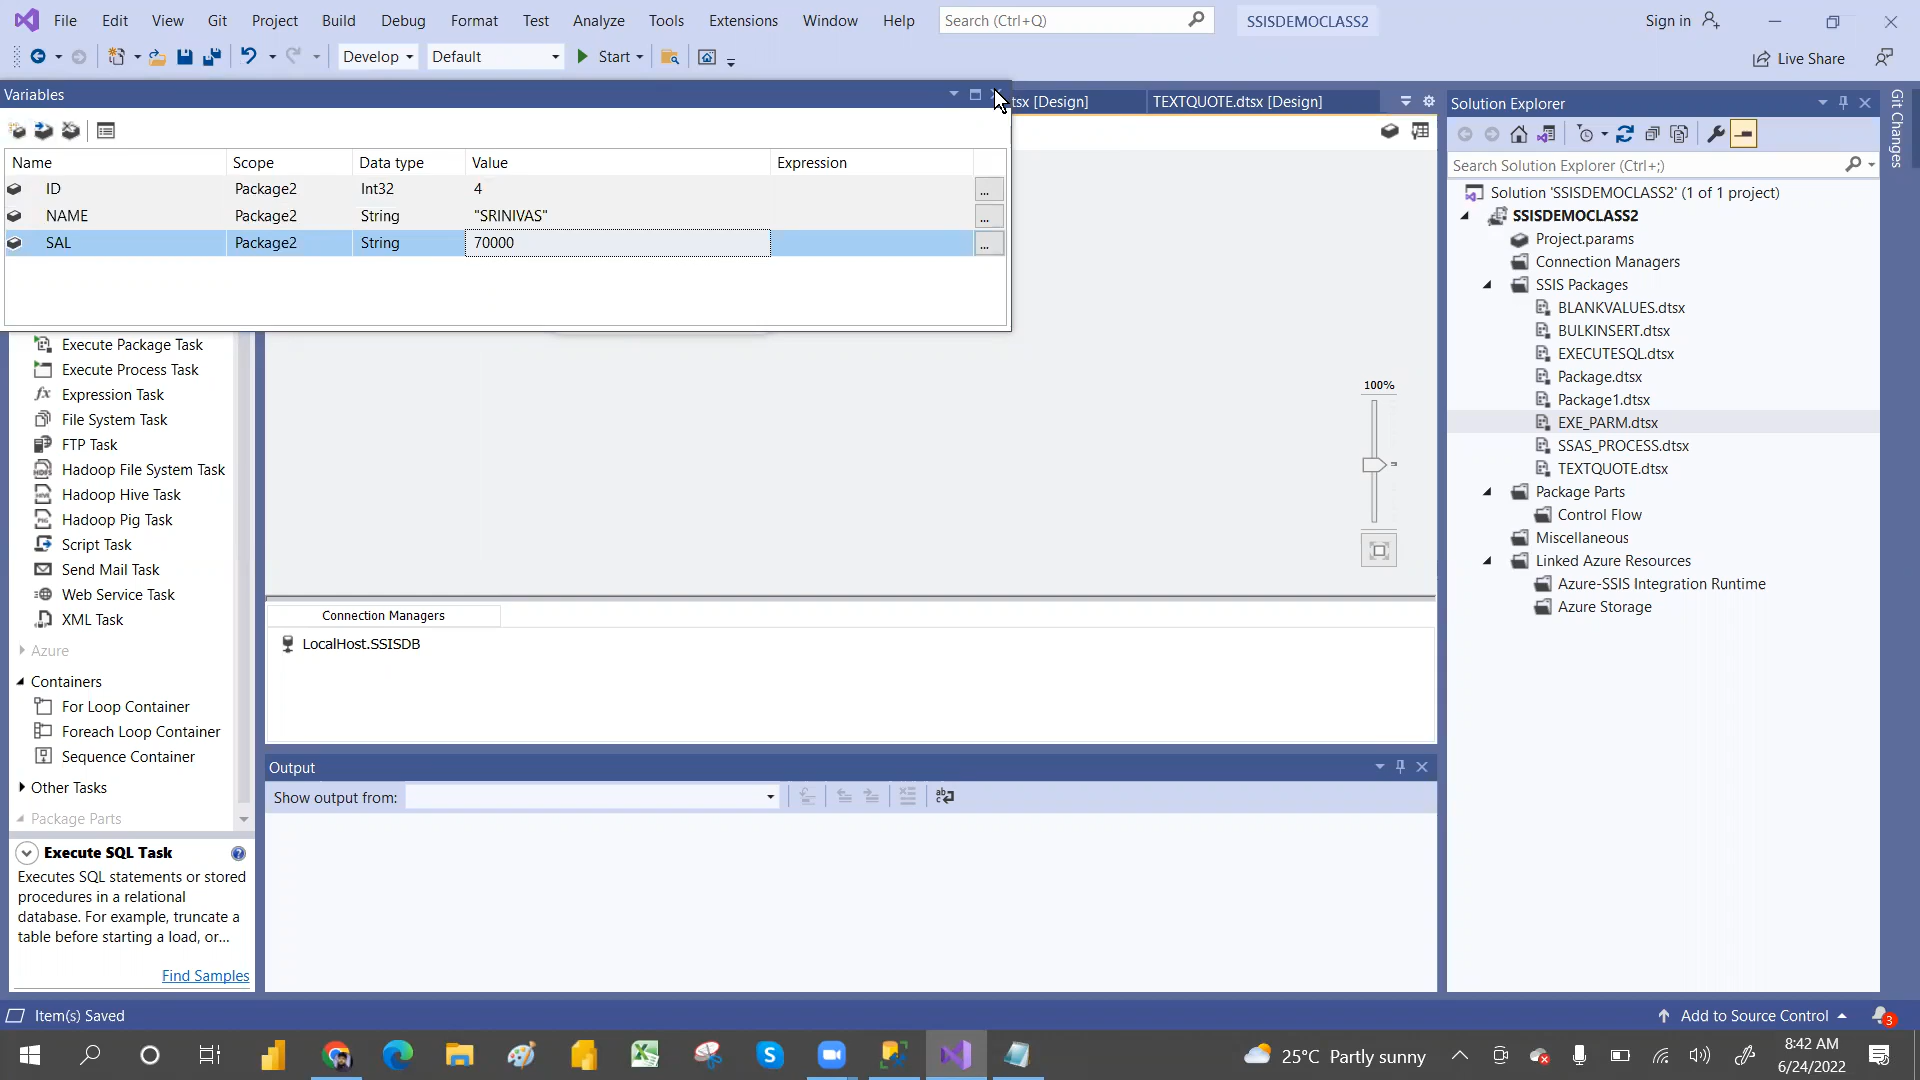 File Edit View Git Project Build Debug Format Test Analyze Tools Extensions Window Help Search (Ctrl+Q) SSISDEMOCLASS2 Sign in
Develop Default Start Live Share
Variables
tsx [Design] TEXTQUOTE.dtsx [Design]
Name Scope Data type Value Expression
ID Package2 Int32 4 ...
NAME Package2 String "SRINIVAS" ...
SAL Package2 String 70000 ...
Execute Package Task
Execute Process Task
Expression Task
File System Task
FTP Task
Hadoop File System Task
Hadoop Hive Task
Hadoop Pig Task
Script Task
Send Mail Task
Web Service Task
XML Task
Azure
Containers
For Loop Container
Foreach Loop Container
Sequence Container
Other Tasks
Package Parts
Execute SQL Task
Executes SQL statements or stored
procedures in a relational
database. For example, truncate a
table before starting a load, or...
Find Samples
100%
Connection Managers
LocalHost.SSISDB
Output
Show output from:
Solution Explorer
Search Solution Explorer (Ctrl+;)
Solution 'SSISDEMOCLASS2' (1 of 1 project)
SSISDEMOCLASS2
Project.params
Connection Managers
SSIS Packages
BLANKVALUES.dtsx
BULKINSERT.dtsx
EXECUTESQL.dtsx
Package.dtsx
Package1.dtsx
EXE_PARM.dtsx
SSAS_PROCESS.dtsx
TEXTQUOTE.dtsx
Package Parts
Control Flow
Miscellaneous
Linked Azure Resources
Azure-SSIS Integration Runtime
Azure Storage
Git Changes
Item(s) Saved
Add to Source Control 3
25°C Partly sunny
8:42 AM
6/24/2022